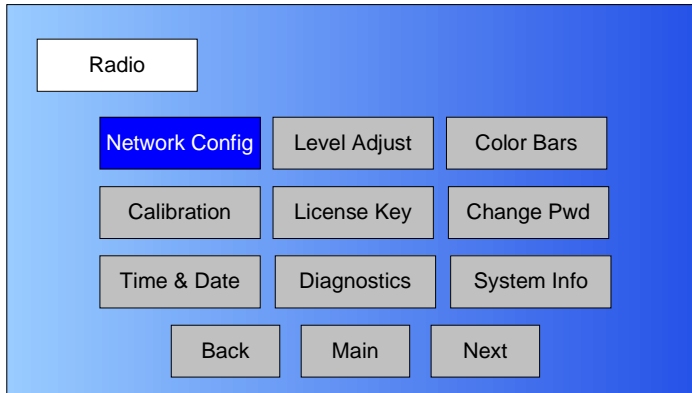 Radio
Network Config Level Adjust Color Bars
Calibration License Key Change Pwd
Time & Date Diagnostics System Info
Back Main Next